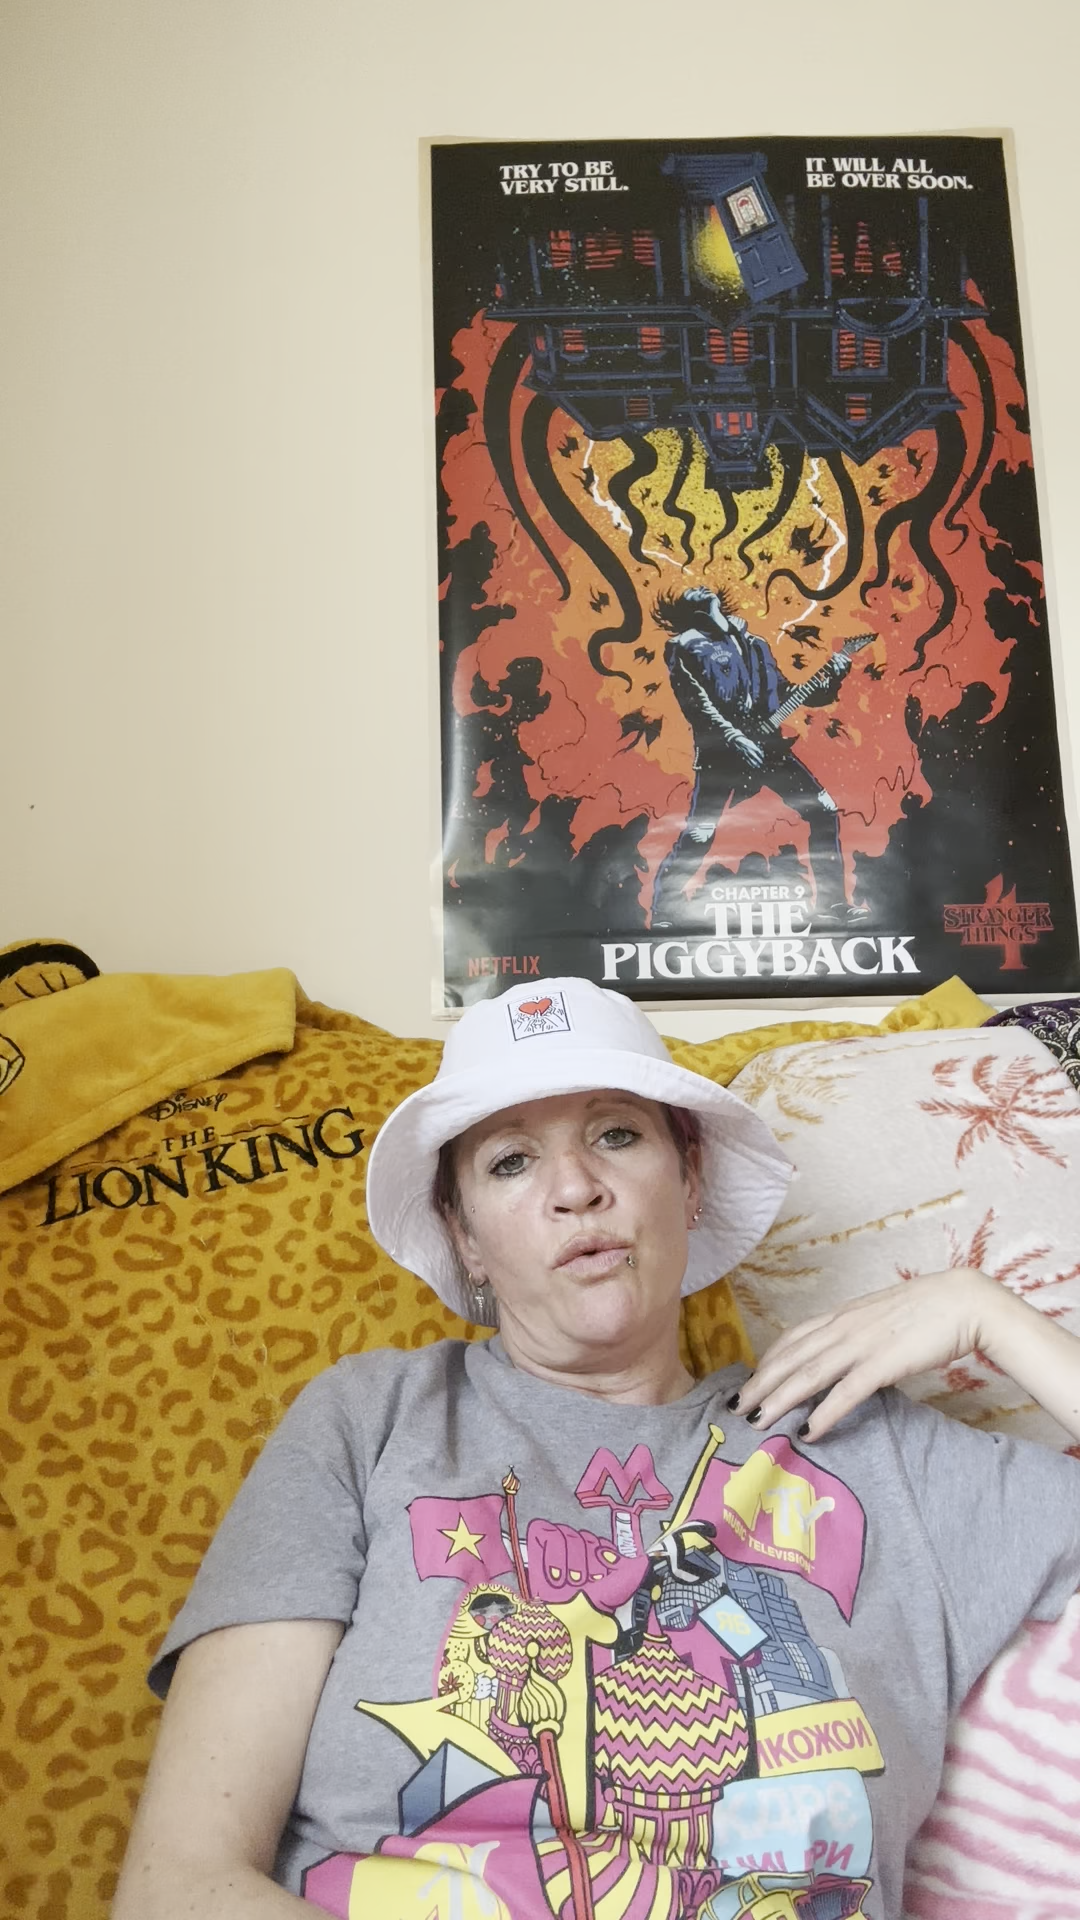 TRY TO BE
VERY STILL.
IT WILL ALL
BE OVER SOON.
CHAPTER 9
THE
PIGGYBACK
NETFLIX
STRANGER
THINGS
4
DISNEY
THE
LION KING
M
MTV
MUSIC TELEVISION
ЯБ